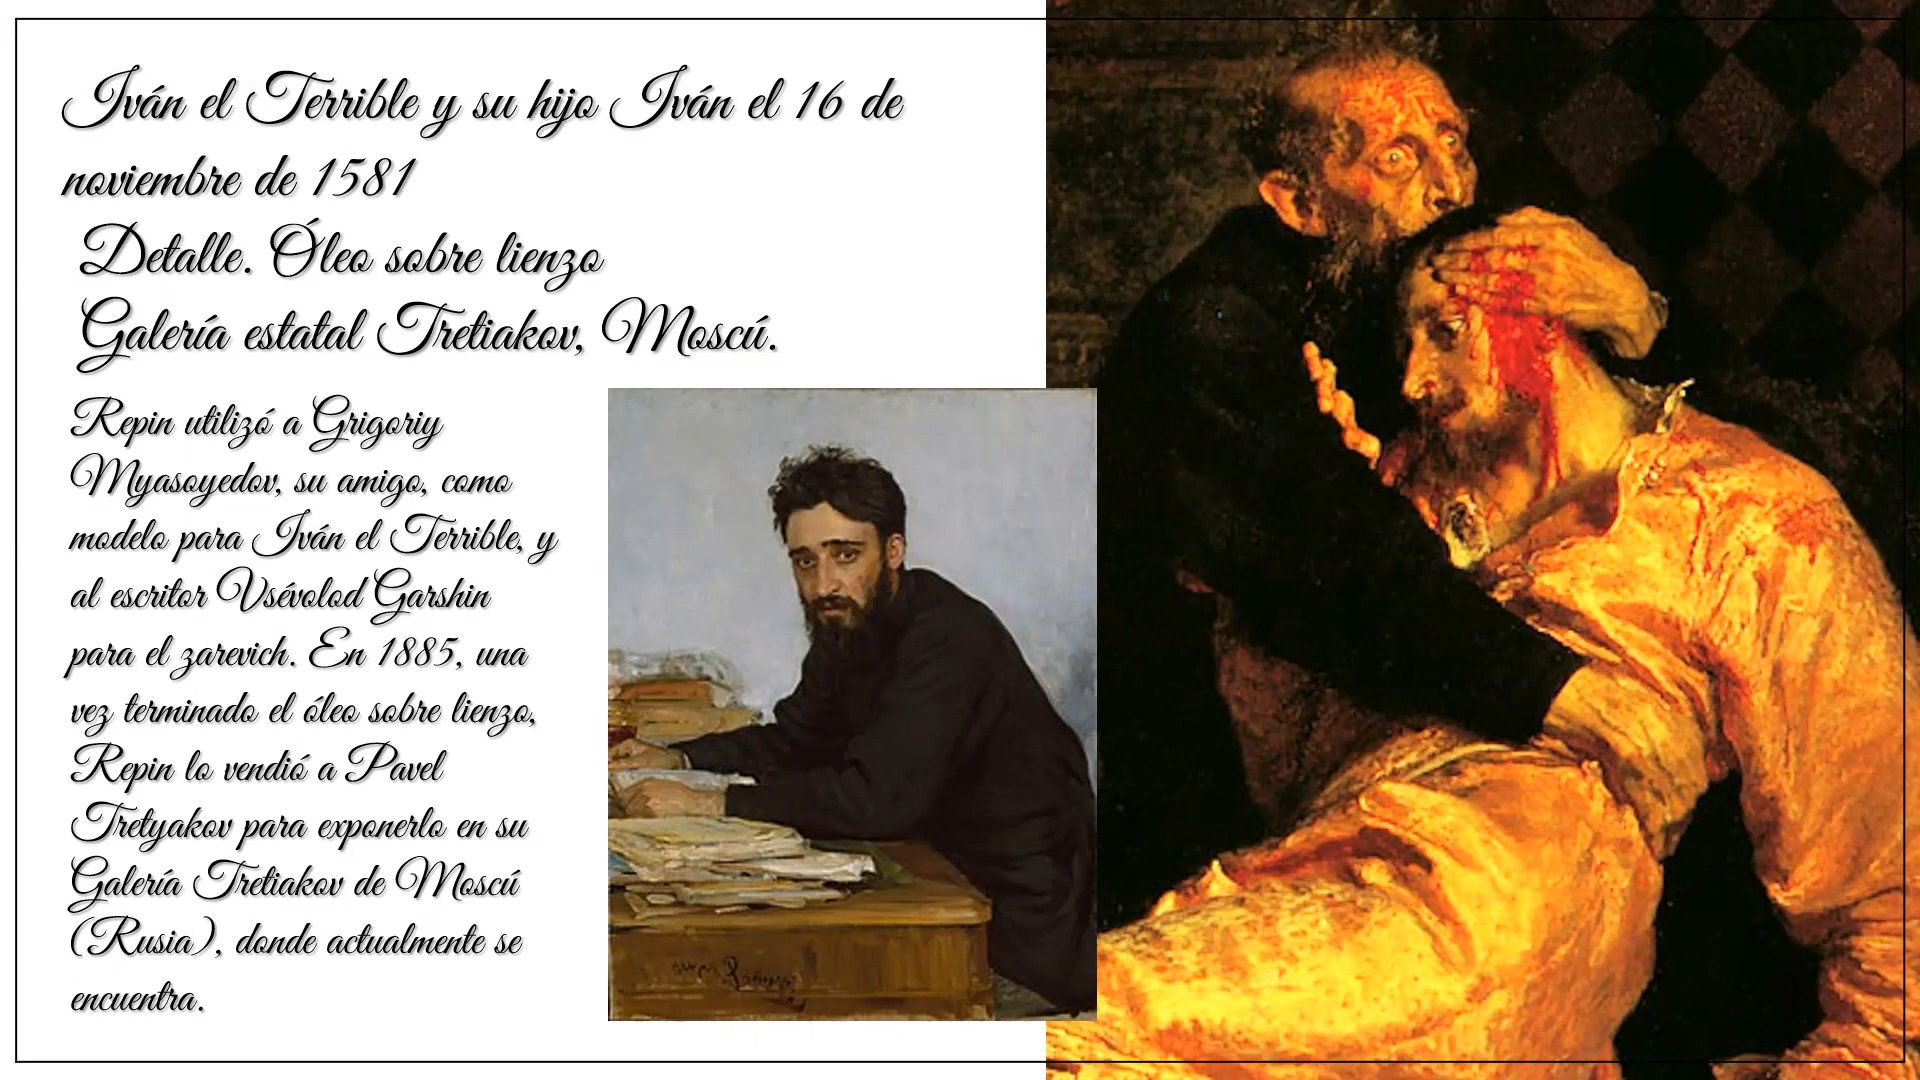 Iván el Terrible y su hijo Iván el 16 de
noviembre de 1581
Detalle. Óleo sobre lienzo
Galería estatal Tretiakov, Moscú.
Repin utilizó a Grigoriy
Myasoyedov, su amigo, como
modelo para Iván el Terrible, y
al escritor Vsévolod Garshin
para el zarevich. En 1885, una
vez terminado el óleo sobre lienzo,
Repin lo vendió a Pavel
Tretyakov para exponerlo en su
Galería Tretiakov de Moscú
(Rusia), donde actualmente se
encuentra.